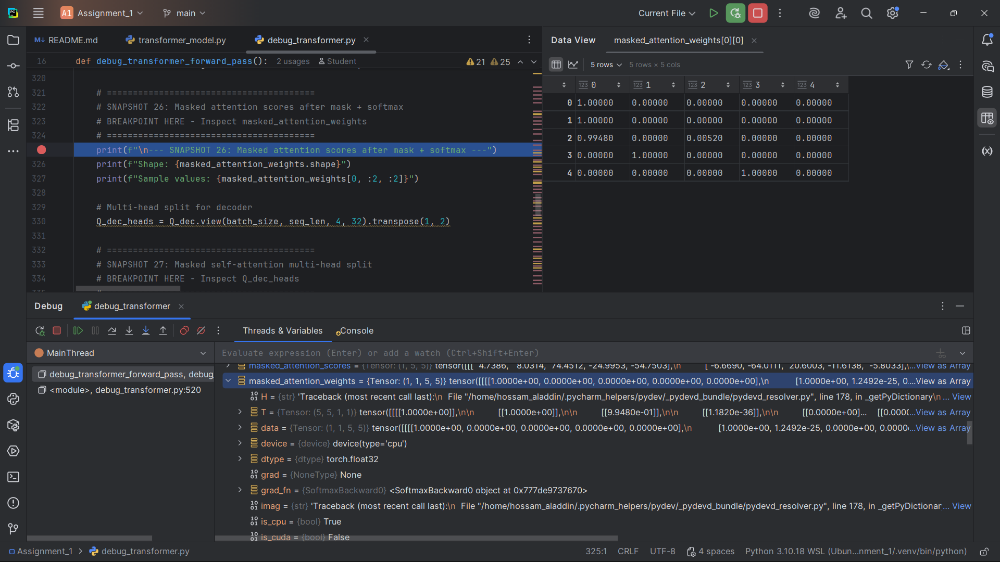 PC A1 Assignment_1 main Current File
README.md transformer_model.py debug_transformer.py
16 def debug_transformer_forward_pass(): 2 usages Student 21 25
320
321 # ========================================
322 # SNAPSHOT 26: Masked attention scores after mask + softmax
323 # BREAKPOINT HERE - Inspect masked_attention_weights
324 # ========================================
print(f"\n--- SNAPSHOT 26: Masked attention scores after mask + softmax ---")
326 print(f"Shape: {masked_attention_weights.shape}")
327 print(f"Sample values: {masked_attention_weights[0, :2, :2]}")
328
329 # Multi-head split for decoder
330 Q_dec_heads = Q_dec.view(batch_size, seq_len, 4, 32).transpose(1, 2)
331
332 # ========================================
333 # SNAPSHOT 27: Masked self-attention multi-head split
334 # BREAKPOINT HERE - Inspect Q_dec_heads
Data View masked_attention_weights[0][0]
5 rows 5 rows × 5 cols
123 0 123 1 123 2 123 3 123 4
0 1.00000 0.00000 0.00000 0.00000 0.00000
1 1.00000 0.00000 0.00000 0.00000 0.00000
2 0.99480 0.00000 0.00520 0.00000 0.00000
3 0.00000 1.00000 0.00000 0.00000 0.00000
4 0.00000 0.00000 0.00000 1.00000 0.00000
Debug debug_transformer
Threads & Variables Console
MainThread
debug_transformer_forward_pass, debug
<module>, debug_transformer.py:520
Evaluate expression (Enter) or add a watch (Ctrl+Shift+Enter)
masked_attention_scores = {Tensor: (1, 5, 5)} tensor([[[ 4.7386, 8.0314, 74.4512, -24.9953, -54.7503],\n [ -6.6690, -64.0111, 20.6003, -11.6138, -5.8033],\...View as Array
masked_attention_weights = {Tensor: (1, 1, 5, 5)} tensor([[[[1.0000e+00, 0.0000e+00, 0.0000e+00, 0.0000e+00, 0.0000e+00],\n [1.0000e+00, 1.2492e-25, 0...View as Array
H = {str} 'Traceback (most recent call last):\n File "/home/hossam_aladdin/.pycharm_helpers/pydev/_pydevd_bundle/pydevd_resolver.py", line 178, in _getPyDictionary\n ... View
T = {Tensor: (5, 5, 1, 1)} tensor([[[[1.0000e+00]],\n\n [[1.0000e+00]],\n\n [[9.9480e-01]],\n\n [[1.1820e-36]],\n\n [[0.0000e+00]... [[0.000(...View as Array
data = {Tensor: (1, 1, 5, 5)} tensor([[[[1.0000e+00, 0.0000e+00, 0.0000e+00, 0.0000e+00, 0.0000e+00],\n [1.0000e+00, 1.2492e-25, 0.0000e+00, 0.0000(...View as Array
device = {device} device(type='cpu')
dtype = {dtype} torch.float32
grad = {NoneType} None
grad_fn = {SoftmaxBackward0} <SoftmaxBackward0 object at 0x777de9737670>
imag = {str} 'Traceback (most recent call last):\n File "/home/hossam_aladdin/.pycharm_helpers/pydev/_pydevd_bundle/pydevd_resolver.py", line 178, in _getPyDictionar... View
is_cpu = {bool} True
is_cuda = {bool} False
Assignment_1 > debug_transformer.py 325:1 CRLF UTF-8 4 spaces Python 3.10.18 WSL (Ubun...nment_1/.venv/bin/python)